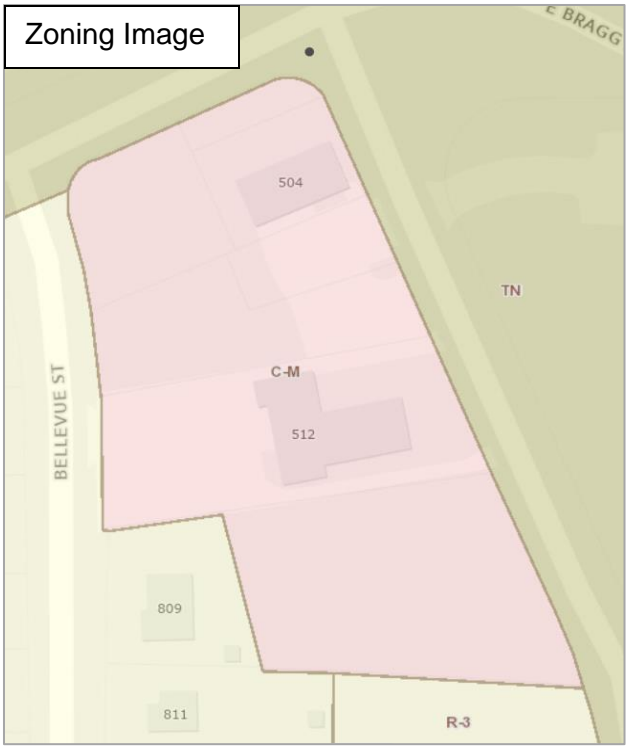 Zoning Image
E BRAGG
504
TN
C-M
BELLEVUE ST
512
809
811
R-3